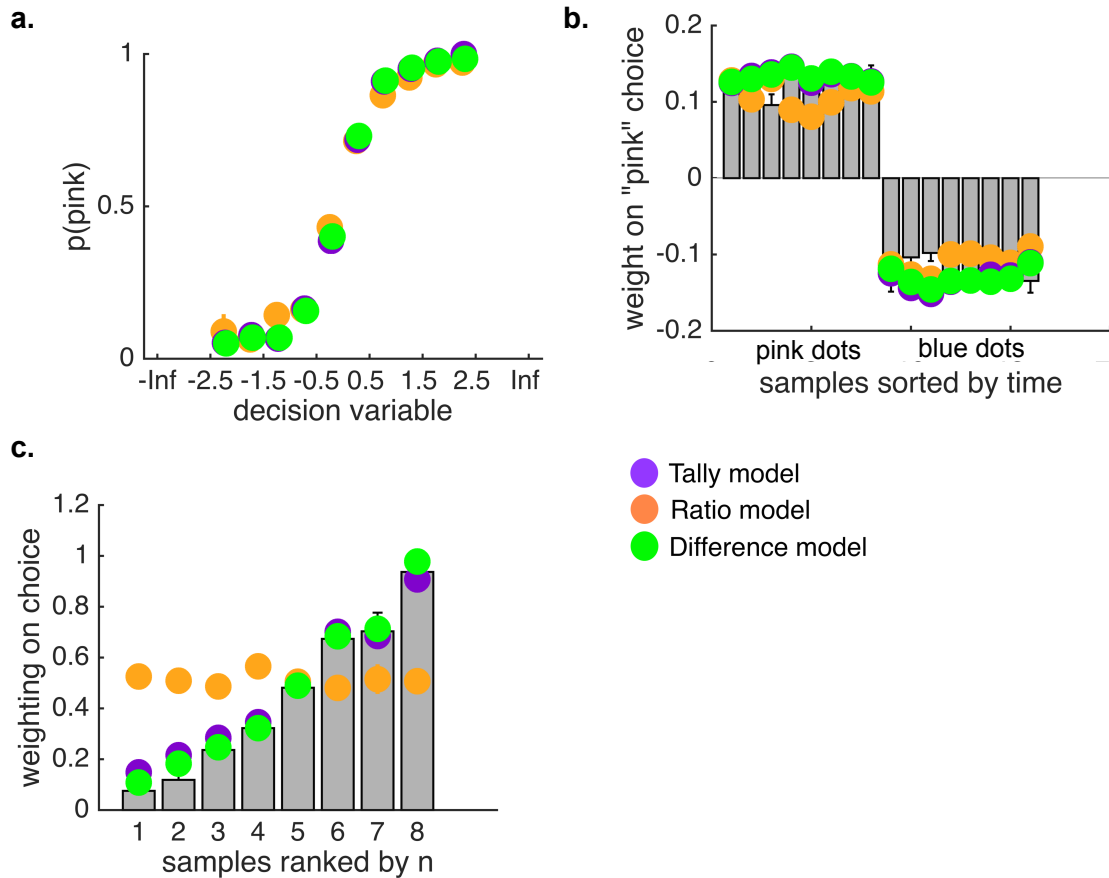 a.
1
0.5
0
p(pink)
-Inf -2.5 -1.5 -0.5 0.5 1.5 2.5 Inf
decision variable
b.
0.2
0.1
0
-0.1
-0.2
weight on "pink" choice
pink dots blue dots
samples sorted by time
c.
1.2
1
0.8
0.6
0.4
0.2
0
weighting on choice
1 2 3 4 5 6 7 8
samples ranked by n
Tally model
Ratio model
Difference model